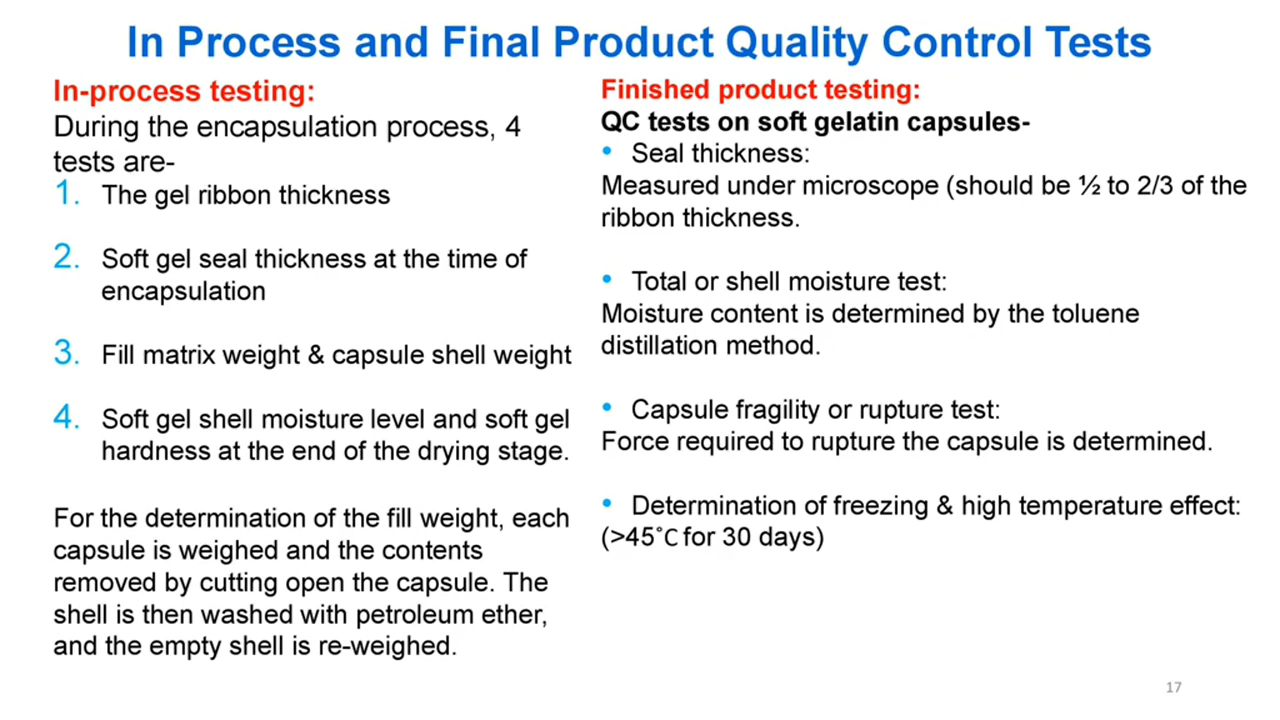 In Process and Final Product Quality Control Tests
In-process testing:
During the encapsulation process, 4
tests are-
1. The gel ribbon thickness
2. Soft gel seal thickness at the time of
encapsulation
3. Fill matrix weight & capsule shell weight
4. Soft gel shell moisture level and soft gel
hardness at the end of the drying stage.
For the determination of the fill weight, each
capsule is weighed and the contents
removed by cutting open the capsule. The
shell is then washed with petroleum ether,
and the empty shell is re-weighed.
Finished product testing:
QC tests on soft gelatin capsules-
• Seal thickness:
Measured under microscope (should be ½ to 2/3 of the
ribbon thickness.
• Total or shell moisture test:
Moisture content is determined by the toluene
distillation method.
• Capsule fragility or rupture test:
Force required to rupture the capsule is determined.
• Determination of freezing & high temperature effect:
(>45˚C for 30 days)
17